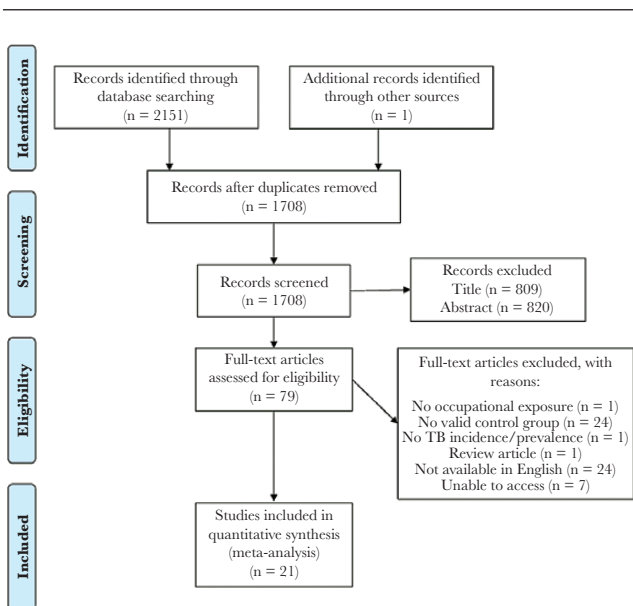 Identification
Records identified through
database searching
(n = 2151)
Additional records identified
through other sources
(n = 1)
Records after duplicates removed
(n = 1708)
Screening
Records screened
(n = 1708)
Records excluded
Title (n = 809)
Abstract (n = 820)
Eligibility
Full-text articles
assessed for eligibility
(n = 79)
Full-text articles excluded, with
reasons:
No occupational exposure (n = 1)
No valid control group (n = 24)
No TB incidence/prevalence (n = 1)
Review article (n = 1)
Not available in English (n = 24)
Unable to access (n = 7)
Included
Studies included in
quantitative synthesis
(meta-analysis)
(n = 21)